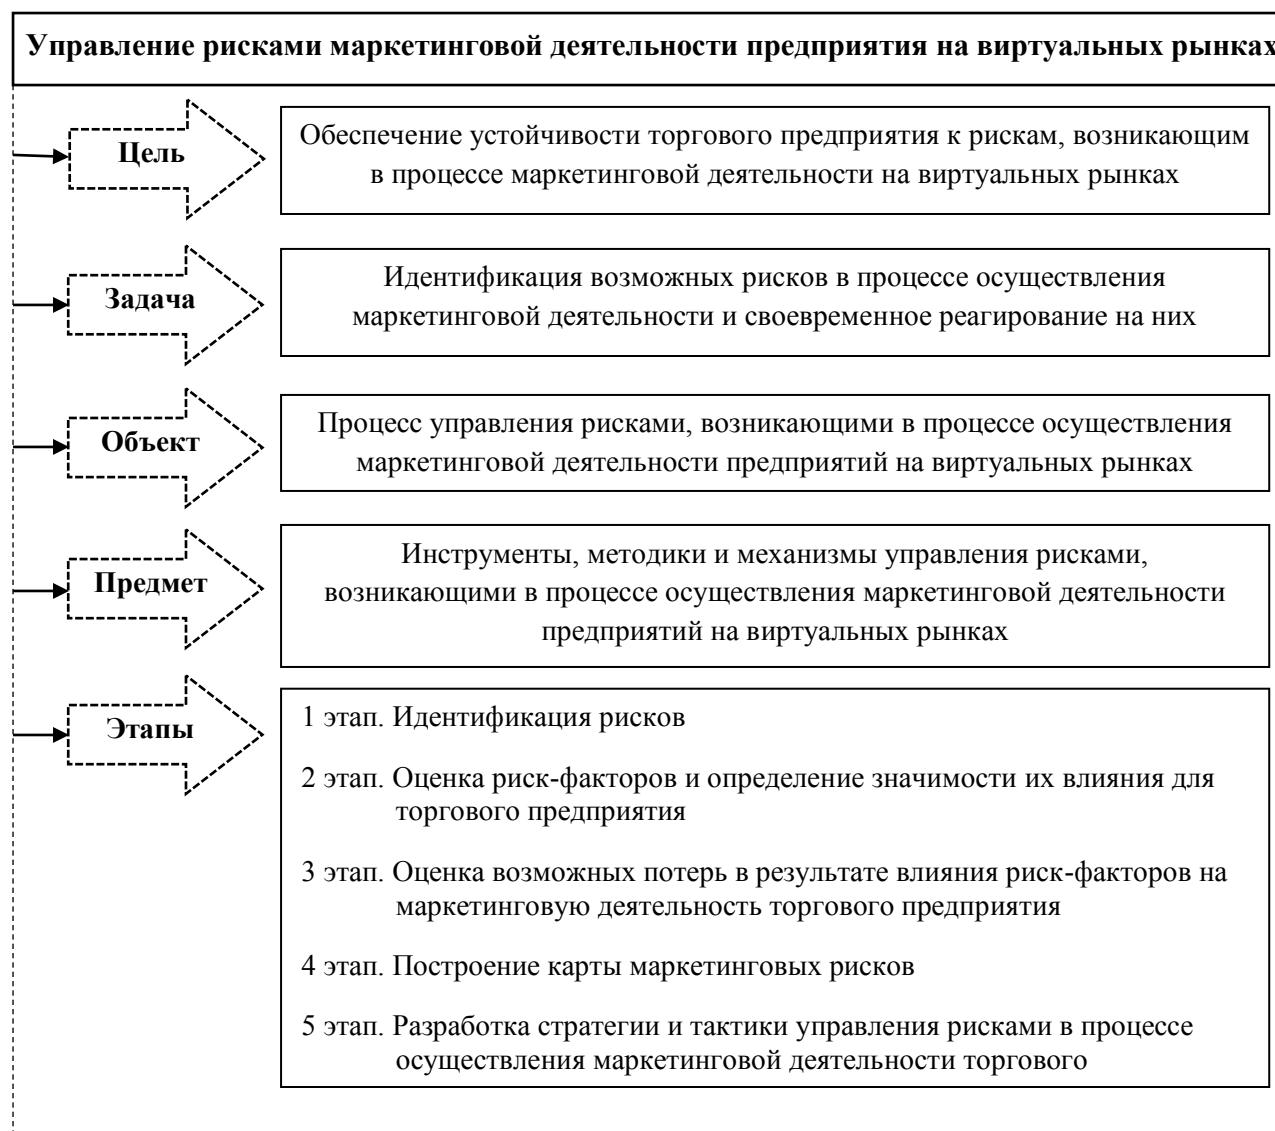 Управление рисками маркетинговой деятельности предприятия на виртуальных рынках
Цель
Обеспечение устойчивости торгового предприятия к рискам, возникающим
в процессе маркетинговой деятельности на виртуальных рынках
Задача
Идентификация возможных рисков в процессе осуществления
маркетинговой деятельности и своевременное реагирование на них
Объект
Процесс управления рисками, возникающими в процессе осуществления
маркетинговой деятельности предприятий на виртуальных рынках
Предмет
Инструменты, методики и механизмы управления рисками,
возникающими в процессе осуществления маркетинговой деятельности
предприятий на виртуальных рынках
Этапы
1 этап. Идентификация рисков
2 этап. Оценка риск-факторов и определение значимости их влияния для
торгового предприятия
3 этап. Оценка возможных потерь в результате влияния риск-факторов на
маркетинговую деятельность торгового предприятия
4 этап. Построение карты маркетинговых рисков
5 этап. Разработка стратегии и тактики управления рисками в процессе
осуществления маркетинговой деятельности торгового